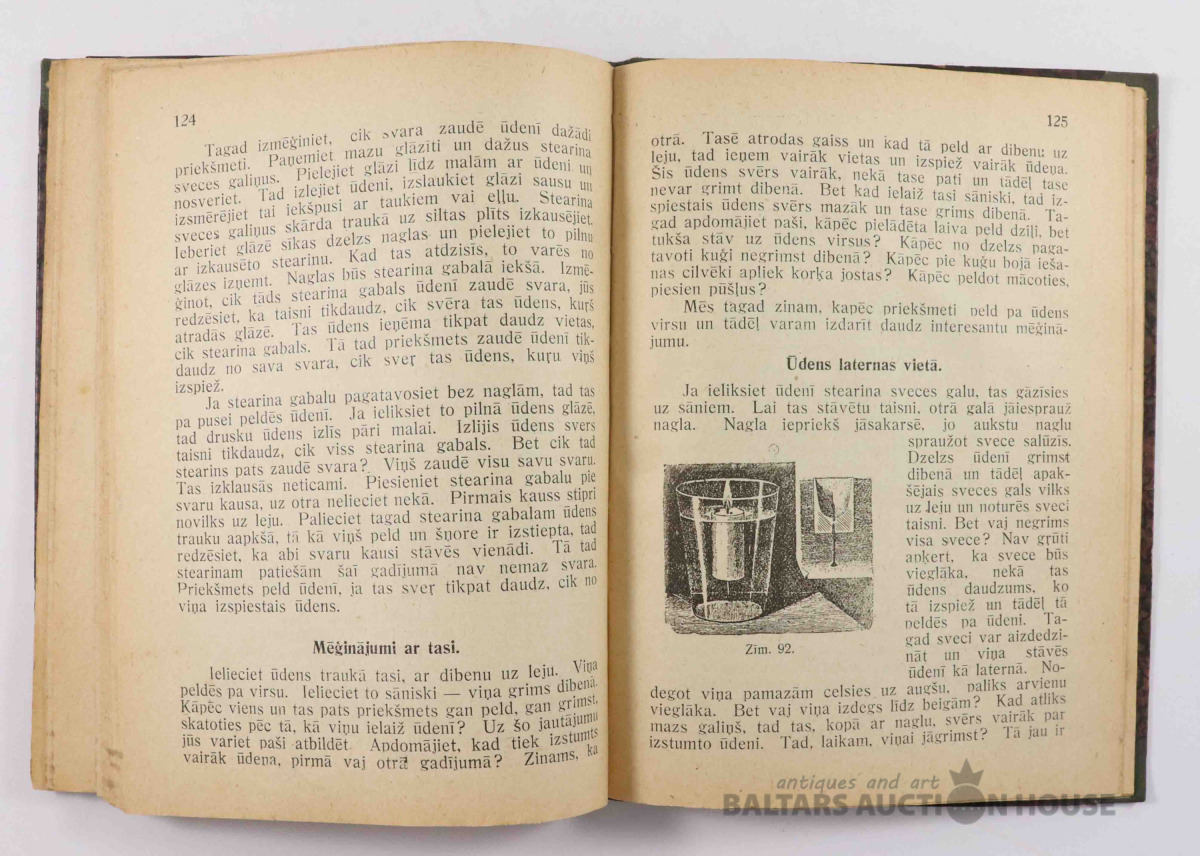 124
Tagad izmēģiniet, cik svara zaudē ūdenī dažādi
priekšmeti. Paņemiet mazu glāzīti un dažus stearina
sveces galiņus. Pielejiet glāzi līdz malām ar ūdeni un
nosveriet. Tad izlejiet ūdeni, izslaukiet glāzi sausu un
izsmērējiet tai iekšpusi ar taukiem vai eļļu. Stearina
sveces galiņus skārda traukā uz siltas plīts izkausējiet.
Ieberiet glāzē sīkas dzelzs naglas un pielejiet to pilnu
ar izkausēto stearinu. Kad tas atdzisis, to varēs no
glāzes izņemt. Naglas būs stearina gabalā iekšā. Izmē-
ģinot, cik tāds stearina gabals ūdenī zaudē svara, jūs
redzēsiet, ka taisni tikdaudz, cik svēra tas ūdens, kurš
atradās glāzē. Tas ūdens ieņēma tikpat daudz vietas,
cik stearina gabals. Tā tad priekšmets zaudē ūdenī tik-
daudz no sava svara, cik sveŗ tas ūdens, kuŗu viņš
izspiež.
Ja stearina gabalu pagatavosiet bez naglām, tad tas
pa pusei peldēs ūdenī. Ja ieliksiet to pilnā ūdens glāzē,
tad drusku ūdens izlīs pāri malai. Izlijis ūdens svers
taisni tikdaudz, cik viss stearina gabals. Bet cik tad
stearins pats zaudē svara? Viņš zaudē visu savu svaru.
Tas izklausās neticami. Piesieniet stearina gabalu pie
svaru kausa, uz otra nelieciet nekā. Pirmais kauss stipri
novilks uz leju. Palieciet tagad stearina gabalam ūdens
trauku aapkšā, tā kā viņš peld un šņore ir izstiepta, tad
redzēsiet, ka abi svaru kausi stāvēs vienādi. Tā tad
stearinam patiešām šaī gadījumā nav nemaz svara.
Priekšmets peld ūdenī, ja tas sveŗ tikpat daudz, cik no
viņa izspiestais ūdens.
Mēģinājumi ar tasi.
Ielieciet ūdens traukā tasi, ar dibenu uz leju. Viņa
peldēs pa virsu. Ielieciet to sāniski — viņa grims dibenā.
Kāpēc viens un tas pats priekšmets gan peld, gan grimst,
skatoties pēc tā, kā viņu ielaiž ūdenī? Uz šo jautājumu
jūs variet paši atbildēt. Apdomājiet, kad tiek izstumts
vairāk ūdena, pirmā vaj otrā gadījumā? Zinams, ka
125
otrā. Tasē atrodas gaiss un kad tā peld ar dibenu uz
leju, tad ieņem vairāk vietas un izspiež vairāk ūdeņa.
Šis ūdens svērs vairāk, nekā tase pati un tādēļ tase
nevar grimt dibenā. Bet kad ielaiž tasi sāniski, tad iz-
spiestais ūdens svērs mazāk un tase grims dibenā. Ta-
gad apdomājiet paši, kāpēc pielādēta laiva peld dziļi, bet
tukša stāv uz ūdens virsus? Kāpēc no dzelzs paga-
tavoti kuģi negrimst dibenā? Kāpēc pie kuģu bojā ieša-
nas cilvēki apliek korķa jostas? Kāpēc peldot mācoties,
piesien pūšļus?
Mēs tagad zinam, kapēc priekšmeti peld pa ūdens
virsu un tādēļ varam izdarīt daudz interesantu mēģinā-
jumu.
Ūdens laternas vietā.
Ja ieliksiet ūdenī stearina sveces galu, tas gāzīsies
uz sāniem. Lai tas stāvētu taisni, otrā galā jāiesprauž
nagla. Nagla iepriekš jāsakarsē, jo aukstu naglu
spraužot svece salūzīs.
Dzelzs ūdenī grimst
dibenā un tādēļ apak-
šējais sveces gals vilks
uz leju un noturēs sveci
taisni. Bet vaj negrims
visa svece? Nav grūti
apķert, ka svece būs
vieglāka, nekā tas
ūdens daudzums, ko
tā izspiež un tādēļ tā
peldēs pa ūdeni. Ta-
gad sveci var aizdedzi-
nāt un viņa stāvēs
ūdenī kā laternā. No-
Zīm. 92.
degot viņa pamazām celsies uz augšu, paliks arvienu
vieglāka. Bet vaj viņa izdegs līdz beigām? Kad atliks
mazs galiņš, tad tas, kopā ar naglu, svērs vairāk par
izstumto ūdeni. Tad, laikam, viņai jāgrimst? Tā jau ir
antiques and art
BALTARS AUCTION HOUSE